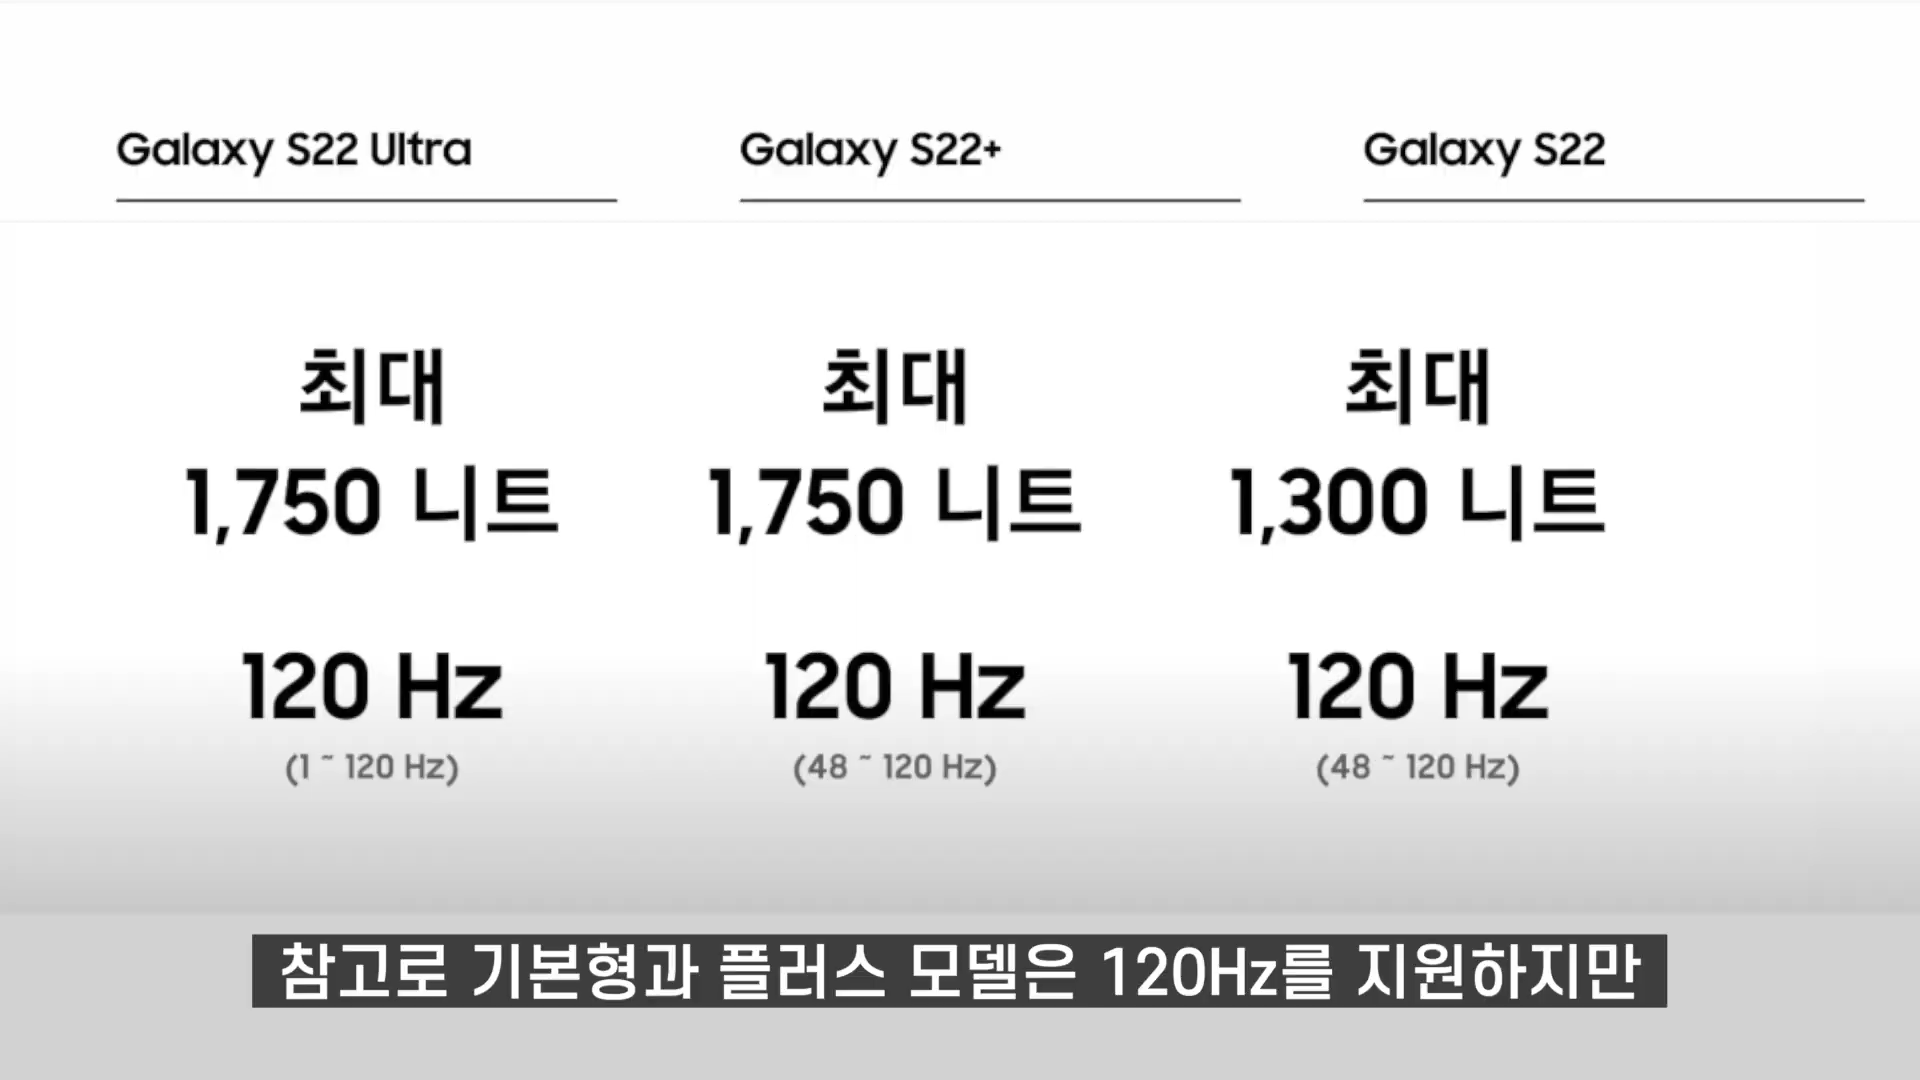 Galaxy S22 Ultra
Galaxy S22+
Galaxy S22
최대
1,750 니트
최대
1,750 니트
최대
1,300 니트
120 Hz
(1 ~ 120 Hz)
120 Hz
(48 ~ 120 Hz)
120 Hz
(48 ~ 120 Hz)
참고로 기본형과 플러스 모델은 120Hz를 지원하지만